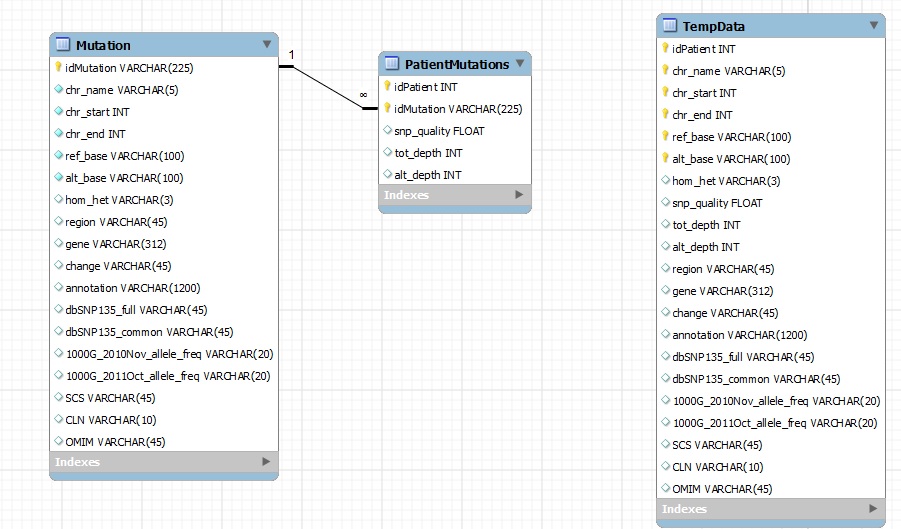 Mutation
idMutation VARCHAR(225)
chr_name VARCHAR(5)
chr_start INT
chr_end INT
ref_base VARCHAR(100)
alt_base VARCHAR(100)
hom_het VARCHAR(3)
region VARCHAR(45)
gene VARCHAR(312)
change VARCHAR(45)
annotation VARCHAR(1200)
dbSNP135_full VARCHAR(45)
dbSNP135_common VARCHAR(45)
1000G_2010Nov_allele_freq VARCHAR(20)
1000G_2011Oct_allele_freq VARCHAR(20)
SCS VARCHAR(45)
CLN VARCHAR(10)
OMIM VARCHAR(45)
Indexes
1
∞
PatientMutations
idPatient INT
idMutation VARCHAR(225)
snp_quality FLOAT
tot_depth INT
alt_depth INT
Indexes
TempData
idPatient INT
chr_name VARCHAR(5)
chr_start INT
chr_end INT
ref_base VARCHAR(100)
alt_base VARCHAR(100)
hom_het VARCHAR(3)
snp_quality FLOAT
tot_depth INT
alt_depth INT
region VARCHAR(45)
gene VARCHAR(312)
change VARCHAR(45)
annotation VARCHAR(1200)
dbSNP135_full VARCHAR(45)
dbSNP135_common VARCHAR(45)
1000G_2010Nov_allele_freq VARCHAR(20)
1000G_2011Oct_allele_freq VARCHAR(20)
SCS VARCHAR(45)
CLN VARCHAR(10)
OMIM VARCHAR(45)
Indexes